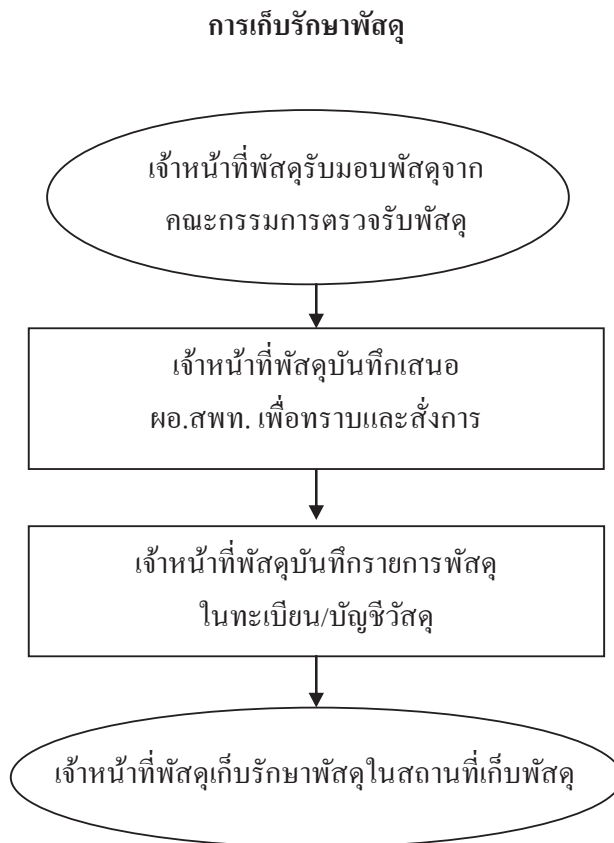 การเก็บรักษาพัสดุ
เจ้าหน้าที่พัสดุรับมอบพัสดุจาก
คณะกรรมการตรวจรับพัสดุ
เจ้าหน้าที่พัสดุบันทึกเสนอ
ผอ.สพท. เพื่อทราบและสั่งการ
เจ้าหน้าที่พัสดุบันทึกรายการพัสดุ
ในทะเบียน/บัญชีวัสดุ
เจ้าหน้าที่พัสดุเก็บรักษาพัสดุในสถานที่เก็บพัสดุ